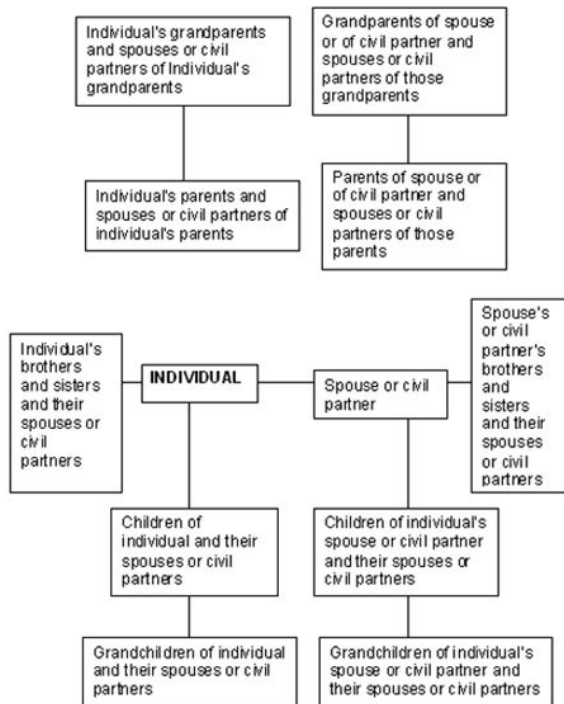 Individual's grandparents
and spouses or civil
partners of Individual's
grandparents
Grandparents of spouse
or of civil partner and
spouses or civil
partners of those
grandparents
Individual's parents and
spouses or civil partners of
individual's parents
Parents of spouse or
of civil partner and
spouses or civil
partners of those
parents
Individual's
brothers
and sisters
and their
spouses or
civil
partners
INDIVIDUAL
Spouse or civil
partner
Spouse's
or civil
partner's
brothers
and
sisters
and their
spouses
or civil
partners
Children of
individual and their
spouses or civil
partners
Children of individual's
spouse or civil partner
and their spouses or
civil partners
Grandchildren of individual
and their spouses or civil
partners
Grandchildren of individual's
spouse or civil partner and
their spouses or civil partners